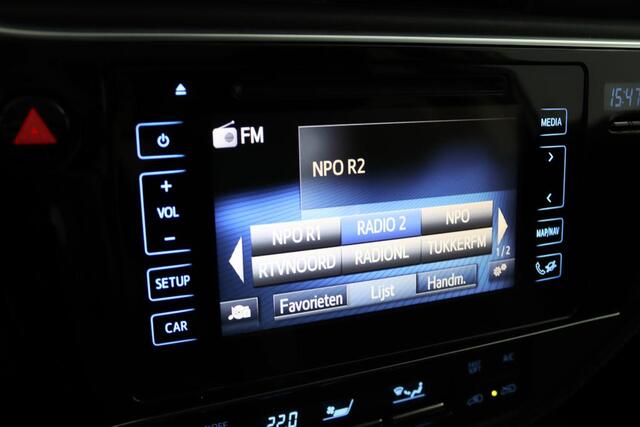 15:47
FM
MEDIA
NPO R2
VOL
NPO R1 RADIO 2 NPO
RTVNOORD RADIONL TUKKERFM
1/2
MAP/NAV
SETUP
Favorieten Lijst Handm.
CAR
A/C
22.0